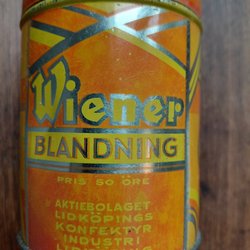 Wiener
BLANDNING
PRIS 50 ÖRE
AKTIEBOLAGET
LIDKÖPINGS
KONFEKTYR
INDUSTRI